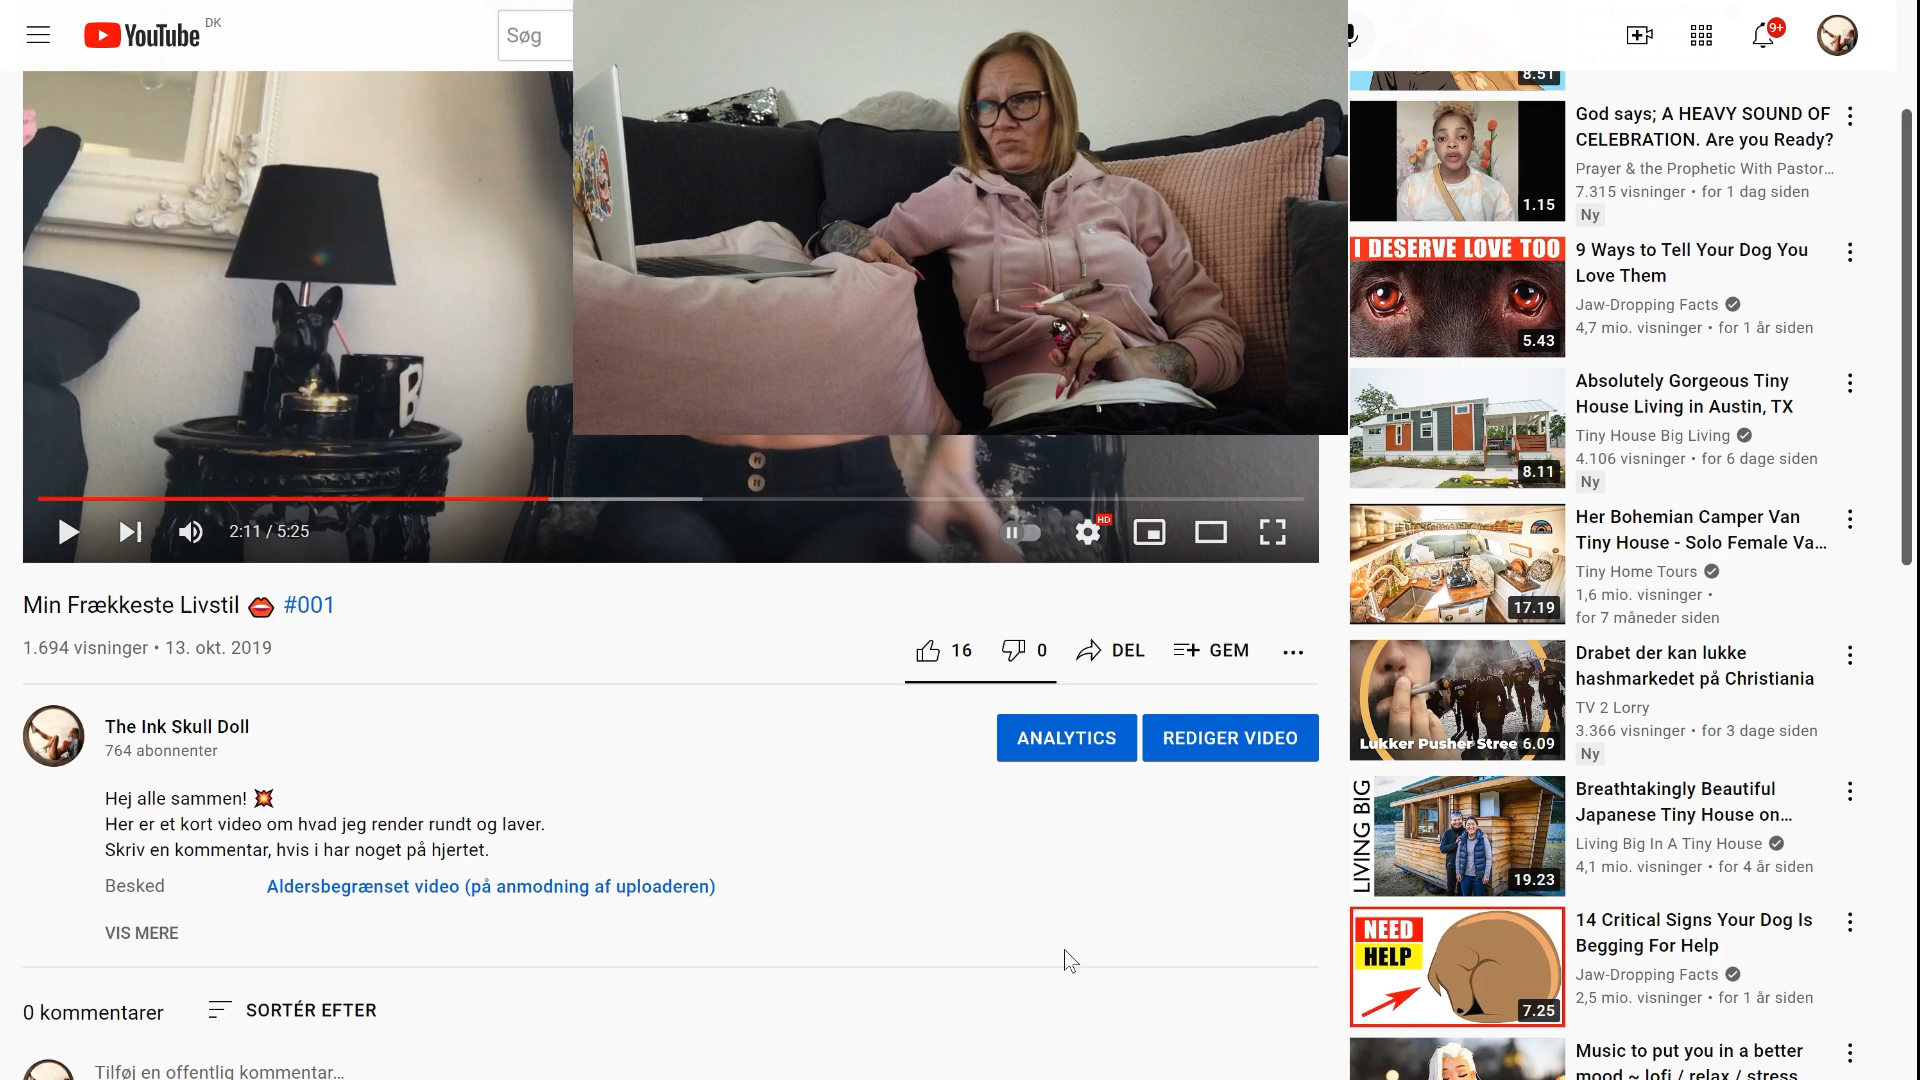 YouTube
DK
Søg
9+
2:11 / 5:25
HD
Min Frækkeste Livstil #001
1.694 visninger • 13. okt. 2019
16
0
DEL
GEM
The Ink Skull Doll
764 abonnenter
ANALYTICS
REDIGER VIDEO
Hej alle sammen!
Her er et kort video om hvad jeg render rundt og laver.
Skriv en kommentar, hvis i har noget på hjertet.
Besked
Aldersbegrænset video (på anmodning af uploaderen)
VIS MERE
0 kommentarer
SORTÉR EFTER
Tilføj en offentlig kommentar...
8.51
1.15
God says; A HEAVY SOUND OF
CELEBRATION. Are you Ready?
Prayer & the Prophetic With Pastor...
7.315 visninger • for 1 dag siden
Ny
I DESERVE LOVE TOO
5.43
9 Ways to Tell Your Dog You
Love Them
Jaw-Dropping Facts
4,7 mio. visninger • for 1 år siden
8.11
Absolutely Gorgeous Tiny
House Living in Austin, TX
Tiny House Big Living
4.106 visninger • for 6 dage siden
Ny
17.19
Her Bohemian Camper Van
Tiny House - Solo Female Va...
Tiny Home Tours
1,6 mio. visninger •
for 7 måneder siden
Lukker Pusher Stree
6.09
Drabet der kan lukke
hashmarkedet på Christiania
TV 2 Lorry
3.366 visninger • for 3 dage siden
Ny
LIVING BIG
19.23
Breathtakingly Beautiful
Japanese Tiny House on...
Living Big In A Tiny House
4,1 mio. visninger • for 4 år siden
NEED
HELP
7.25
14 Critical Signs Your Dog Is
Begging For Help
Jaw-Dropping Facts
2,5 mio. visninger • for 1 år siden
Music to put you in a better
mood ~ lofi / relax / stress
B